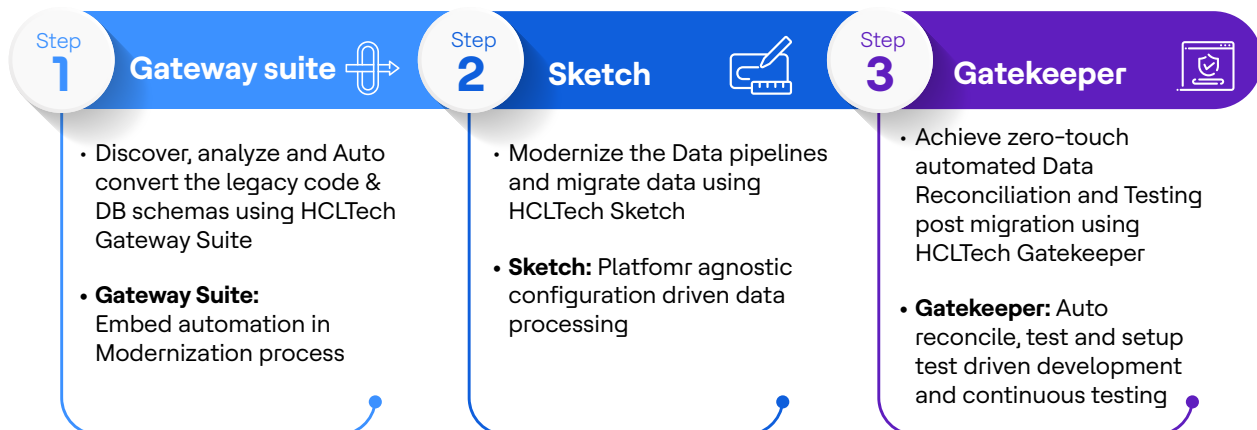 Step
1
Gateway suite
• Discover, analyze and Auto
convert the legacy code &
DB schemas using HCLTech
Gateway Suite
• Gateway Suite:
Embed automation in
Modernization process
Step
2
Sketch
• Modernize the Data pipelines
and migrate data using
HCLTech Sketch
• Sketch: Platfomr agnostic
configuration driven data
processing
Step
3
Gatekeeper
• Achieve zero-touch
automated Data
Reconciliation and Testing
post migration using
HCLTech Gatekeeper
• Gatekeeper: Auto
reconcile, test and setup
test driven development
and continuous testing